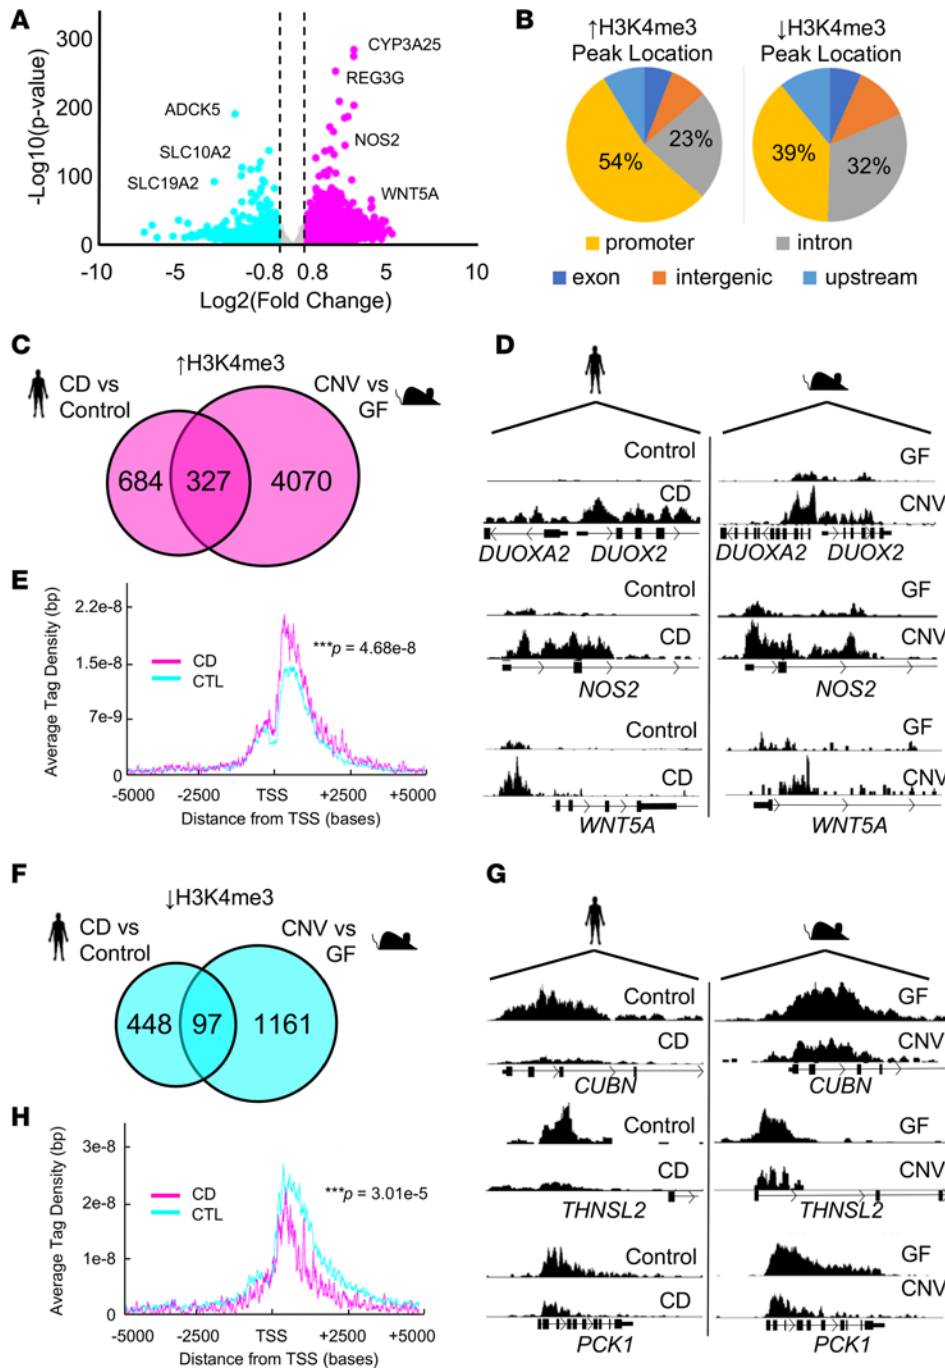 A
300
200
100
0
-Log10(p-value)
CYP3A25
REG3G
ADCK5
NOS2
SLC10A2
SLC19A2
WNT5A
-10
-5
-0.8
0.8
5
10
Log2(Fold Change)
B
↑H3K4me3
Peak Location
↓H3K4me3
Peak Location
54%
23%
39%
32%
promoter
intron
exon
intergenic
upstream
C
↑H3K4me3
CD vs
Control
CNV vs
GF
684
327
4070
D
Control
CD
DUOXA2
DUOX2
GF
CNV
DUOXA2
DUOX2
Control
CD
NOS2
GF
CNV
NOS2
Control
CD
WNT5A
GF
CNV
WNT5A
E
Average Tag Density (bp)
2.2e-8
1.5e-8
7e-9
0
CD
CTL
***p = 4.68e-8
-5000
-2500
TSS
+2500
+5000
Distance from TSS (bases)
F
↓H3K4me3
CD vs
Control
CNV vs
GF
448
97
1161
G
Control
CD
CUBN
GF
CNV
CUBN
Control
CD
THNSL2
GF
CNV
THNSL2
Control
CD
PCK1
GF
CNV
PCK1
H
Average Tag Density (bp)
3e-8
2e-8
1e-8
0
CD
CTL
***p = 3.01e-5
-5000
-2500
TSS
+2500
+5000
Distance from TSS (bases)